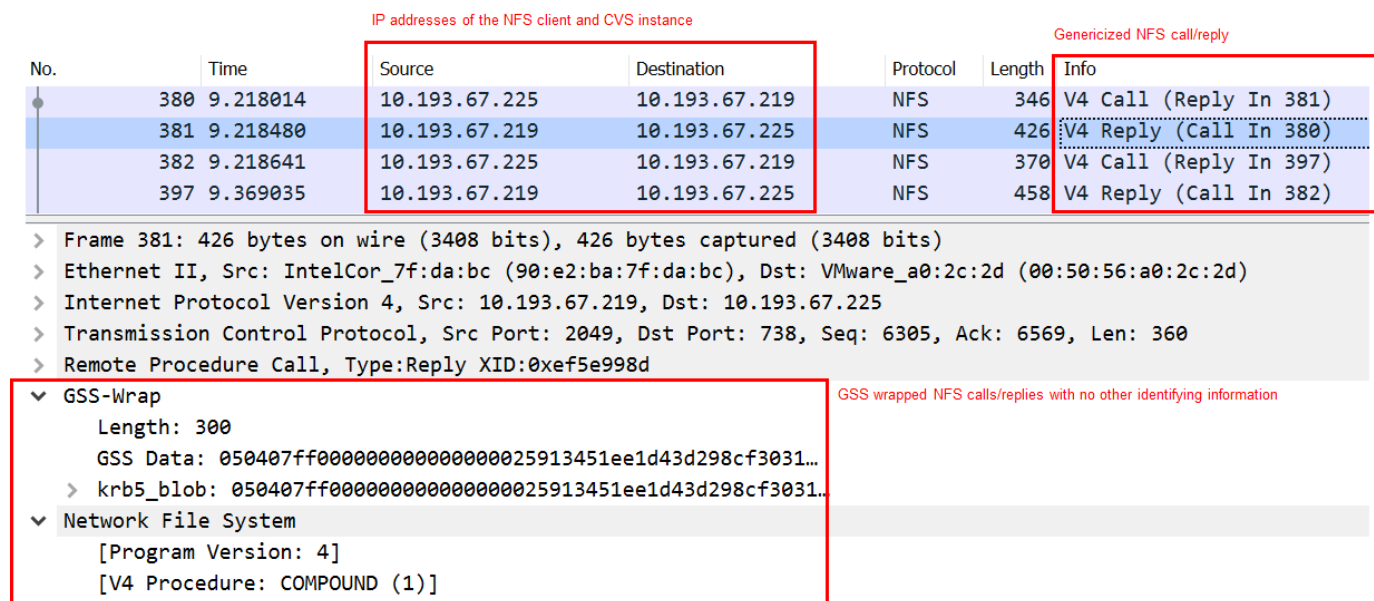 IP addresses of the NFS client and CVS instance
Genericized NFS call/reply
No. Time Source Destination Protocol Length Info
380 9.218014 10.193.67.225 10.193.67.219 NFS 346 V4 Call (Reply In 381)
381 9.218480 10.193.67.219 10.193.67.225 NFS 426 V4 Reply (Call In 380)
382 9.218641 10.193.67.225 10.193.67.219 NFS 370 V4 Call (Reply In 397)
397 9.369035 10.193.67.219 10.193.67.225 NFS 458 V4 Reply (Call In 382)
> Frame 381: 426 bytes on wire (3408 bits), 426 bytes captured (3408 bits)
> Ethernet II, Src: IntelCor_7f:da:bc (90:e2:ba:7f:da:bc), Dst: VMware_a0:2c:2d (00:50:56:a0:2c:2d)
> Internet Protocol Version 4, Src: 10.193.67.219, Dst: 10.193.67.225
> Transmission Control Protocol, Src Port: 2049, Dst Port: 738, Seq: 6305, Ack: 6569, Len: 360
> Remote Procedure Call, Type:Reply XID:0xef5e998d
GSS-Wrap
GSS wrapped NFS calls/replies with no other identifying information
Length: 300
GSS Data: 050407ff000000000000000025913451ee1d43d298cf3031…
> krb5_blob: 050407ff000000000000000025913451ee1d43d298cf3031…
Network File System
[Program Version: 4]
[V4 Procedure: COMPOUND (1)]